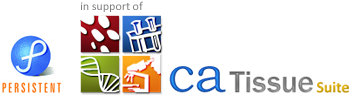 in support of
PERSISTENT
ca Tissue Suite